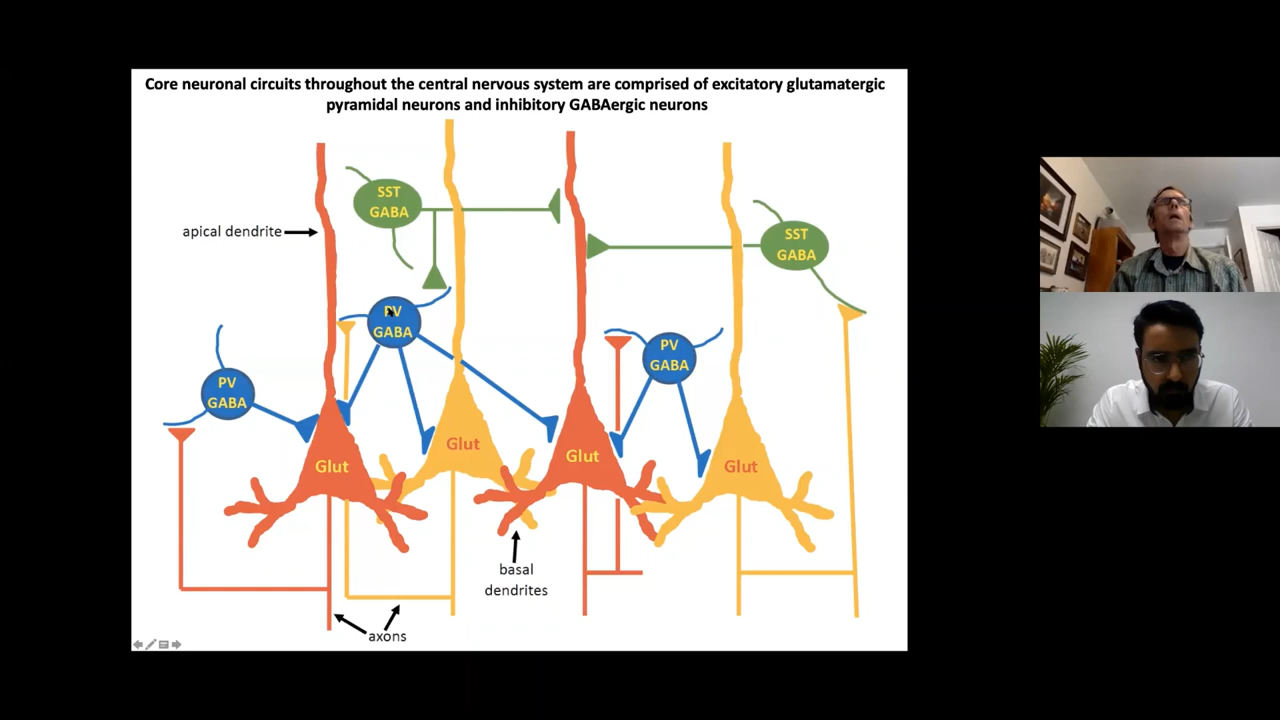 Core neuronal circuits throughout the central nervous system are comprised of excitatory glutamatergic
pyramidal neurons and inhibitory GABAergic neurons
SST
GABA
apical dendrite
SST
GABA
PV
GABA
PV
GABA
PV
GABA
Glut
Glut
Glut
Glut
basal
dendrites
axons